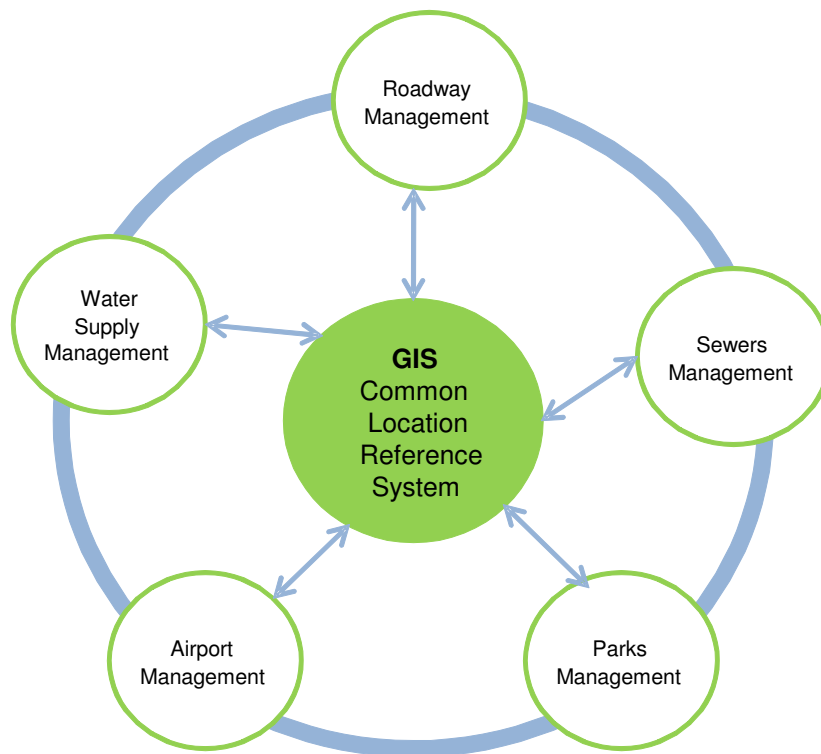 Roadway
Management
Water
Supply
Management
GIS
Common
Location
Reference
System
Sewers
Management
Airport
Management
Parks
Management